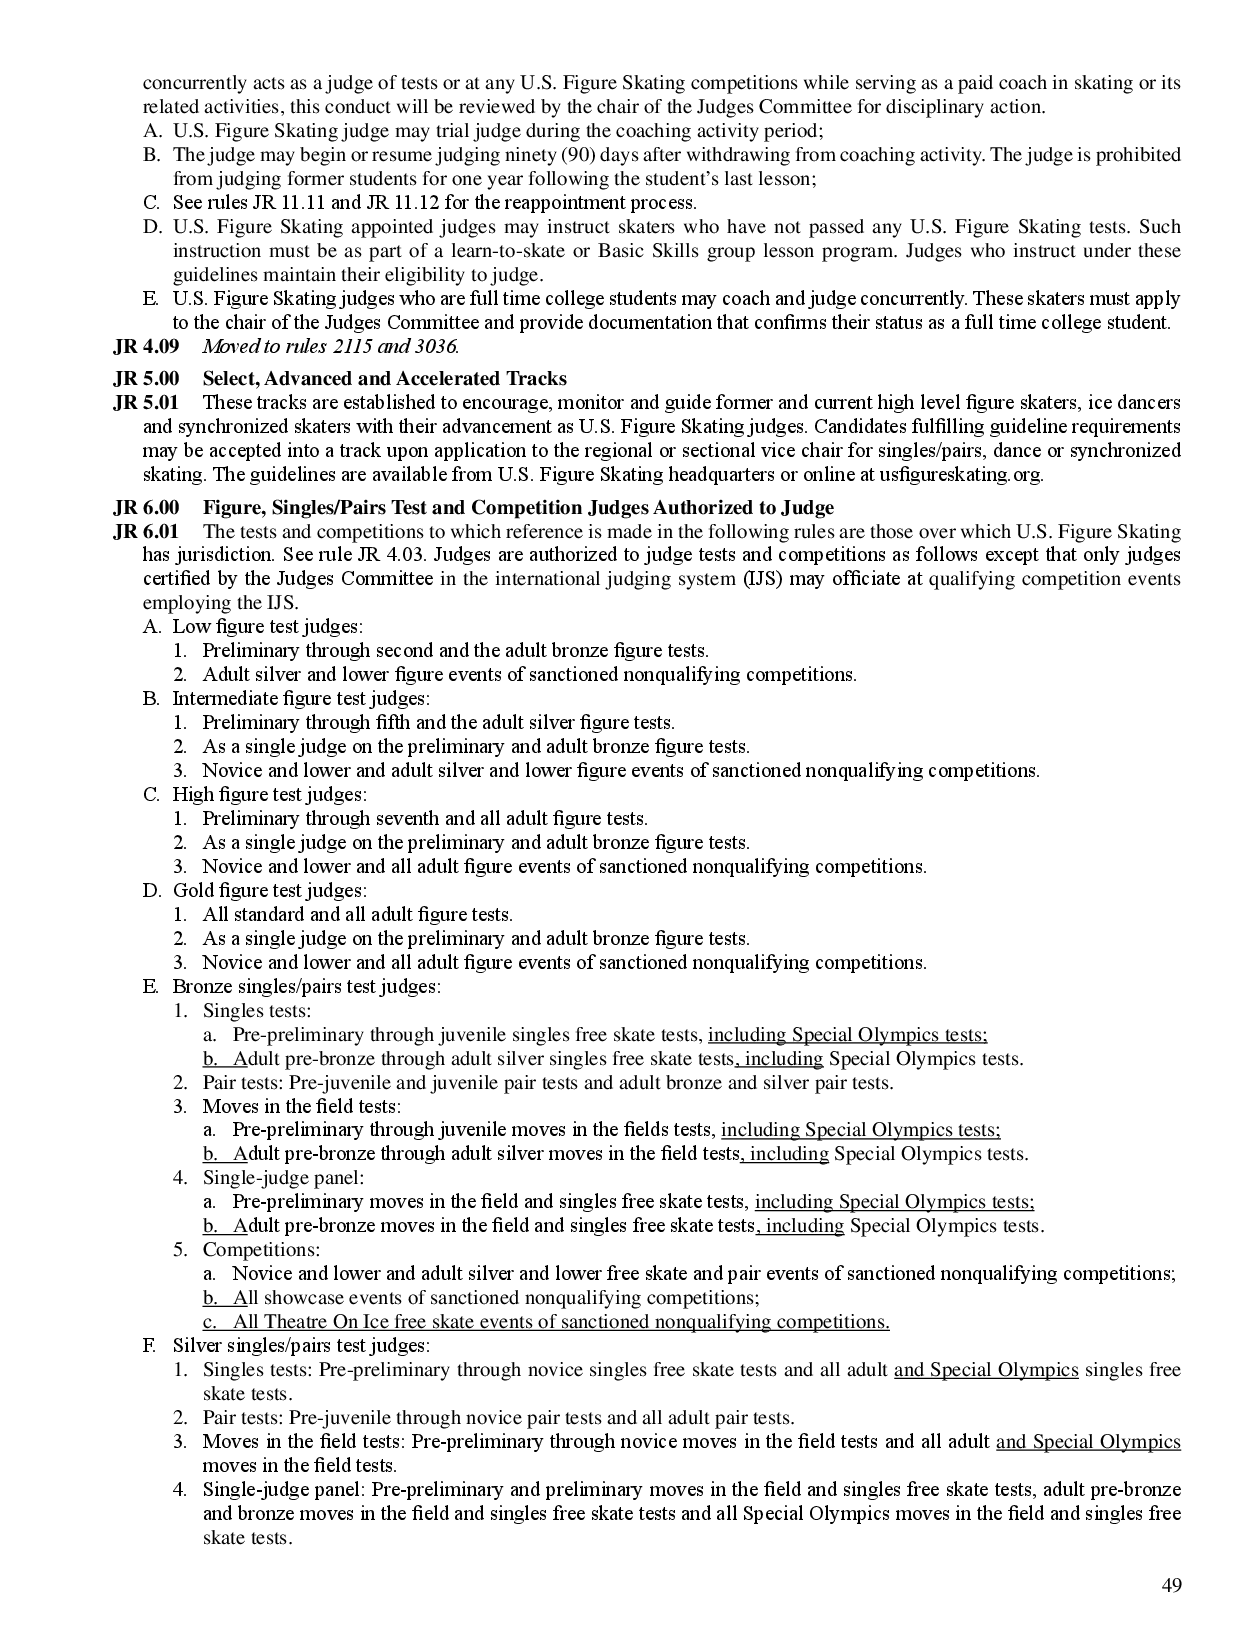 concurrently acts as a judge of tests or at any U.S. Figure Skating competitions while serving as a paid coach in skating or its
related activities, this conduct will be reviewed by the chair of the Judges Committee for disciplinary action.
A. U.S. Figure Skating judge may trial judge during the coaching activity period;
B. The judge may begin or resume judging ninety (90) days after withdrawing from coaching activity. The judge is prohibited
from judging former students for one year following the student’s last lesson;
C. See rules JR 11.11 and JR 11.12 for the reappointment process.
D. U.S. Figure Skating appointed judges may instruct skaters who have not passed any U.S. Figure Skating tests. Such
instruction must be as part of a learn-to-skate or Basic Skills group lesson program. Judges who instruct under these
guidelines maintain their eligibility to judge.
E. U.S. Figure Skating judges who are full time college students may coach and judge concurrently. These skaters must apply
to the chair of the Judges Committee and provide documentation that confirms their status as a full time college student.
JR 4.09 Moved to rules 2115 and 3036.
JR 5.00 Select, Advanced and Accelerated Tracks
JR 5.01 These tracks are established to encourage, monitor and guide former and current high level figure skaters, ice dancers
and synchronized skaters with their advancement as U.S. Figure Skating judges. Candidates fulfilling guideline requirements
may be accepted into a track upon application to the regional or sectional vice chair for singles/pairs, dance or synchronized
skating. The guidelines are available from U.S. Figure Skating headquarters or online at usfigureskating.org.
JR 6.00 Figure, Singles/Pairs Test and Competition Judges Authorized to Judge
JR 6.01 The tests and competitions to which reference is made in the following rules are those over which U.S. Figure Skating
has jurisdiction. See rule JR 4.03. Judges are authorized to judge tests and competitions as follows except that only judges
certified by the Judges Committee in the international judging system (IJS) may officiate at qualifying competition events
employing the IJS.
A. Low figure test judges:
1. Preliminary through second and the adult bronze figure tests.
2. Adult silver and lower figure events of sanctioned nonqualifying competitions.
B. Intermediate figure test judges:
1. Preliminary through fifth and the adult silver figure tests.
2. As a single judge on the preliminary and adult bronze figure tests.
3. Novice and lower and adult silver and lower figure events of sanctioned nonqualifying competitions.
C. High figure test judges:
1. Preliminary through seventh and all adult figure tests.
2. As a single judge on the preliminary and adult bronze figure tests.
3. Novice and lower and all adult figure events of sanctioned nonqualifying competitions.
D. Gold figure test judges:
1. All standard and all adult figure tests.
2. As a single judge on the preliminary and adult bronze figure tests.
3. Novice and lower and all adult figure events of sanctioned nonqualifying competitions.
E. Bronze singles/pairs test judges:
1. Singles tests:
a. Pre-preliminary through juvenile singles free skate tests, including Special Olympics tests;
b. Adult pre-bronze through adult silver singles free skate tests, including Special Olympics tests.
2. Pair tests: Pre-juvenile and juvenile pair tests and adult bronze and silver pair tests.
3. Moves in the field tests:
a. Pre-preliminary through juvenile moves in the fields tests, including Special Olympics tests;
b. Adult pre-bronze through adult silver moves in the field tests, including Special Olympics tests.
4. Single-judge panel:
a. Pre-preliminary moves in the field and singles free skate tests, including Special Olympics tests;
b. Adult pre-bronze moves in the field and singles free skate tests, including Special Olympics tests.
5. Competitions:
a. Novice and lower and adult silver and lower free skate and pair events of sanctioned nonqualifying competitions;
b. All showcase events of sanctioned nonqualifying competitions;
c. All Theatre On Ice free skate events of sanctioned nonqualifying competitions.
F. Silver singles/pairs test judges:
1. Singles tests: Pre-preliminary through novice singles free skate tests and all adult and Special Olympics singles free
skate tests.
2. Pair tests: Pre-juvenile through novice pair tests and all adult pair tests.
3. Moves in the field tests: Pre-preliminary through novice moves in the field tests and all adult and Special Olympics
moves in the field tests.
4. Single-judge panel: Pre-preliminary and preliminary moves in the field and singles free skate tests, adult pre-bronze
and bronze moves in the field and singles free skate tests and all Special Olympics moves in the field and singles free
skate tests.
49